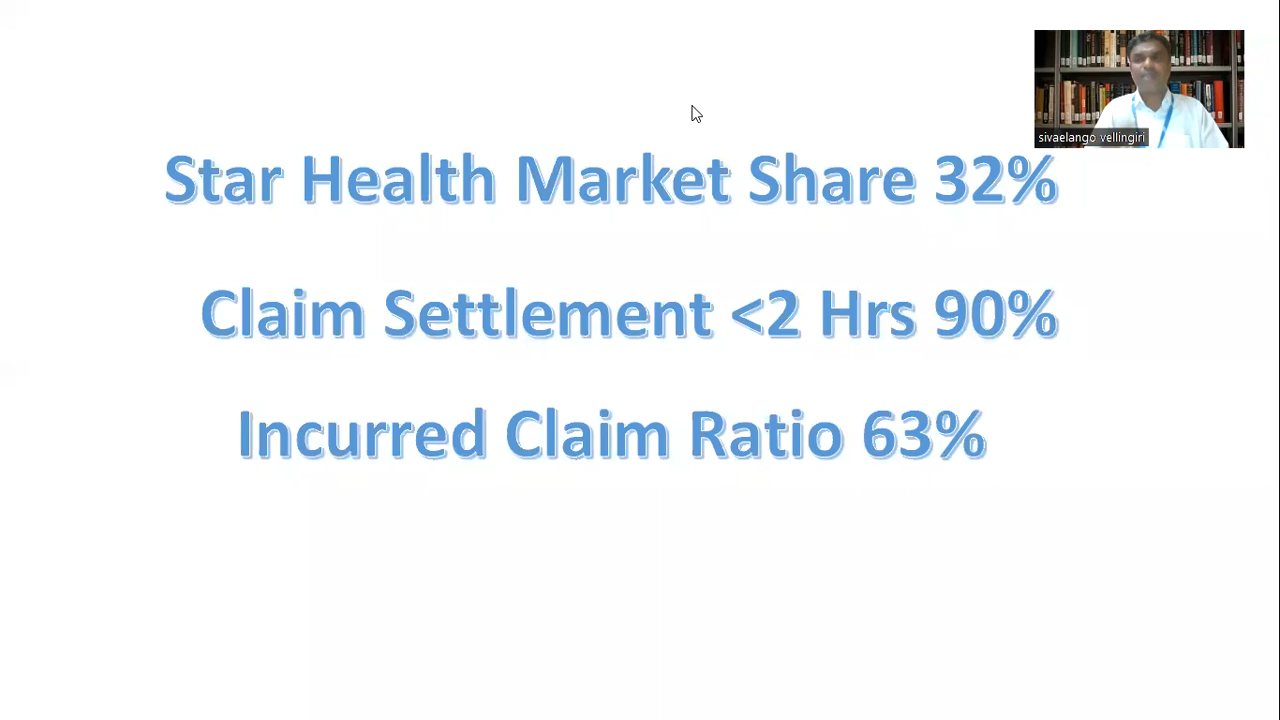 sivaelango vellingiri
Star Health Market Share 32%
Claim Settlement <2 Hrs 90%
Incurred Claim Ratio 63%